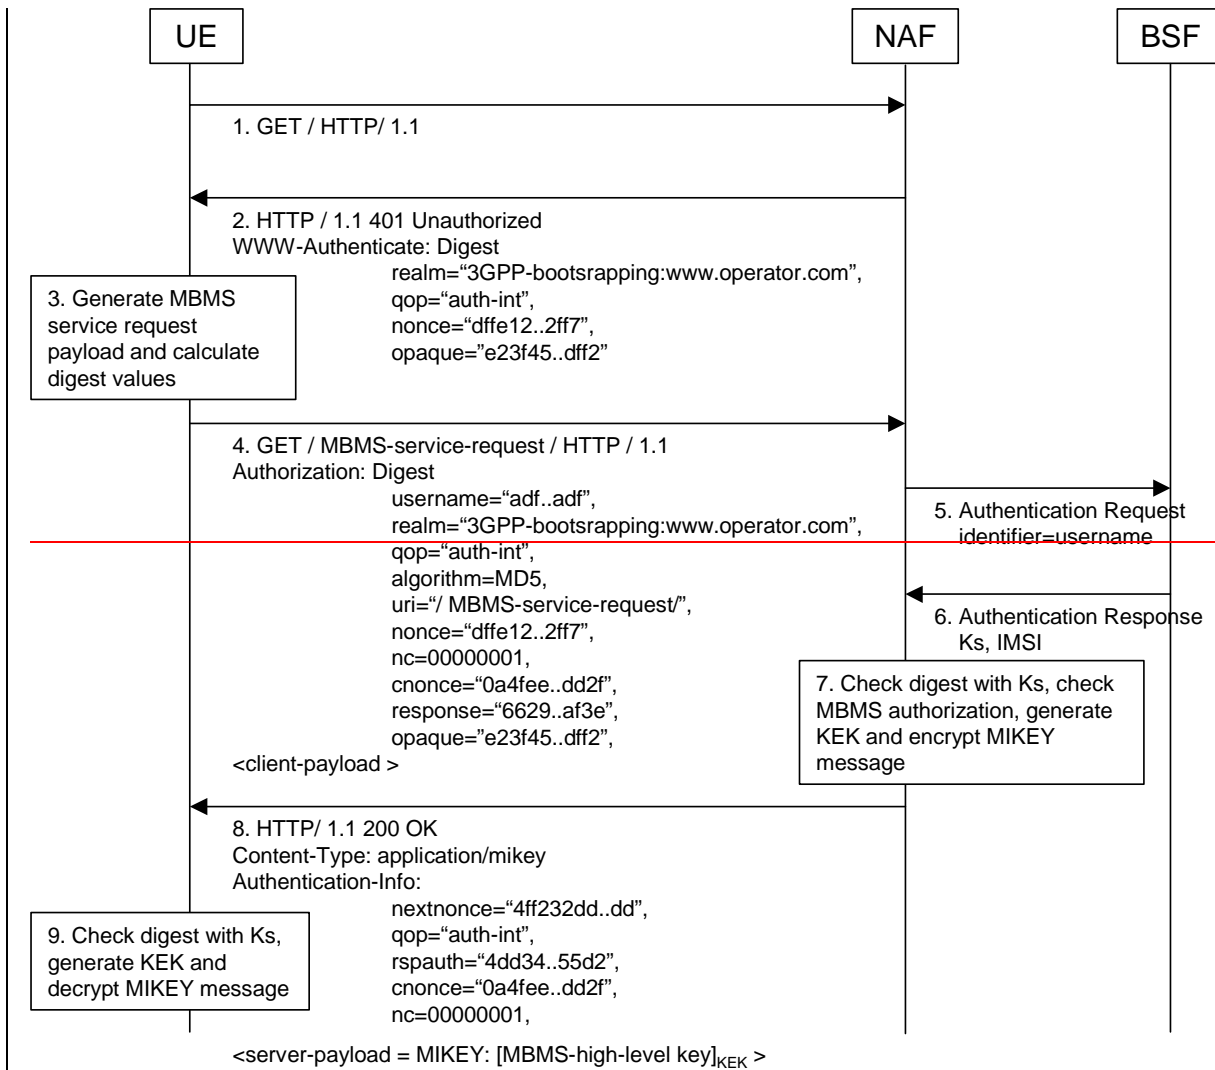 UE
NAF
BSF
1. GET / HTTP/ 1.1
2. HTTP / 1.1 401 Unauthorized
WWW-Authenticate: Digest
realm=“3GPP-bootsrapping:www.operator.com”,
qop=“auth-int”,
nonce=“dffe12..2ff7”,
opaque=”e23f45..dff2”
3. Generate MBMS
service request
payload and calculate
digest values
4. GET / MBMS-service-request / HTTP / 1.1
Authorization: Digest
username=“adf..adf”,
realm=“3GPP-bootsrapping:www.operator.com”,
qop=“auth-int”,
algorithm=MD5,
uri=“/ MBMS-service-request/”,
nonce=“dffe12..2ff7”,
nc=00000001,
cnonce=“0a4fee..dd2f”,
response=“6629..af3e”,
opaque=”e23f45..dff2”,
<client-payload >
5. Authentication Request
identifier=username
6. Authentication Response
Ks, IMSI
7. Check digest with Ks, check
MBMS authorization, generate
KEK and encrypt MIKEY
message
8. HTTP/ 1.1 200 OK
Content-Type: application/mikey
Authentication-Info:
nextnonce=“4ff232dd..dd”,
qop=“auth-int”,
rspauth=“4dd34..55d2”,
cnonce=“0a4fee..dd2f”,
nc=00000001,
9. Check digest with Ks,
generate KEK and
decrypt MIKEY message
<server-payload = MIKEY: [MBMS-high-level key]KEK >